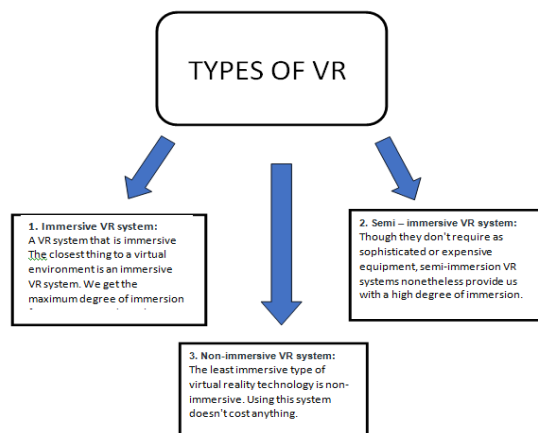 TYPES OF VR
1. Immersive VR system:
A VR system that is immersive
The closest thing to a virtual
environment is an immersive
VR system. We get the
maximum degree of immersion
2. Semi – immersive VR system:
Though they don't require as
sophisticated or expensive
equipment, semi-immersion VR
systems nonetheless provide us
with a high degree of immersion.
3. Non-immersive VR system:
The least immersive type of
virtual reality technology is non-
immersive. Using this system
doesn't cost anything.